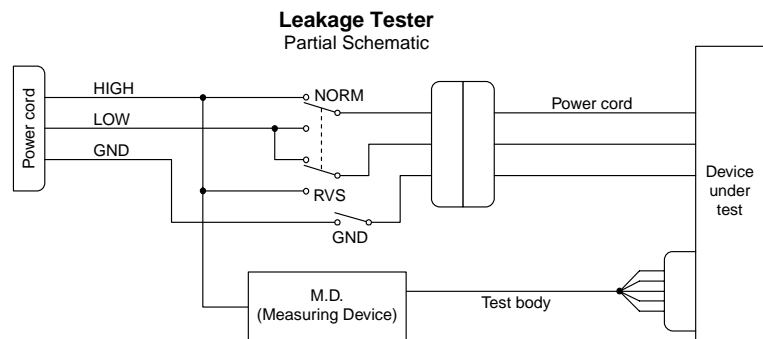 Leakage Tester
Partial Schematic
HIGH
NORM
LOW
Power cord
Power cord
GND
RVS
GND
Device
under
test
M.D.
(Measuring Device)
Test body